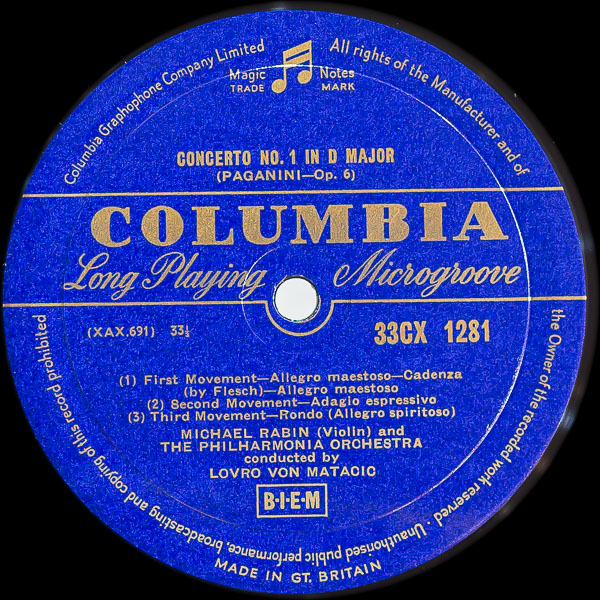 Columbia Graphophone Company Limited
All rights of the Manufacturer and of
the Owner of the recorded work reserved · Unauthorised public performance, broadcasting and copying of this record prohibited
Magic Notes
TRADE MARK
CONCERTO NO. 1 IN D MAJOR
(PAGANINI—Op. 6)
COLUMBIA
Long Playing Microgroove
(XAX.691) 33⅓
33CX 1281
(1) First Movement—Allegro maestoso—Cadenza
(by Flesch)—Allegro maestoso
(2) Second Movement—Adagio espressivo
(3) Third Movement—Rondo (Allegro spiritoso)
MICHAEL RABIN (Violin) and
THE PHILHARMONIA ORCHESTRA
conducted by
LOVRO VON MATACIC
B·I·E·M
MADE IN GT. BRITAIN